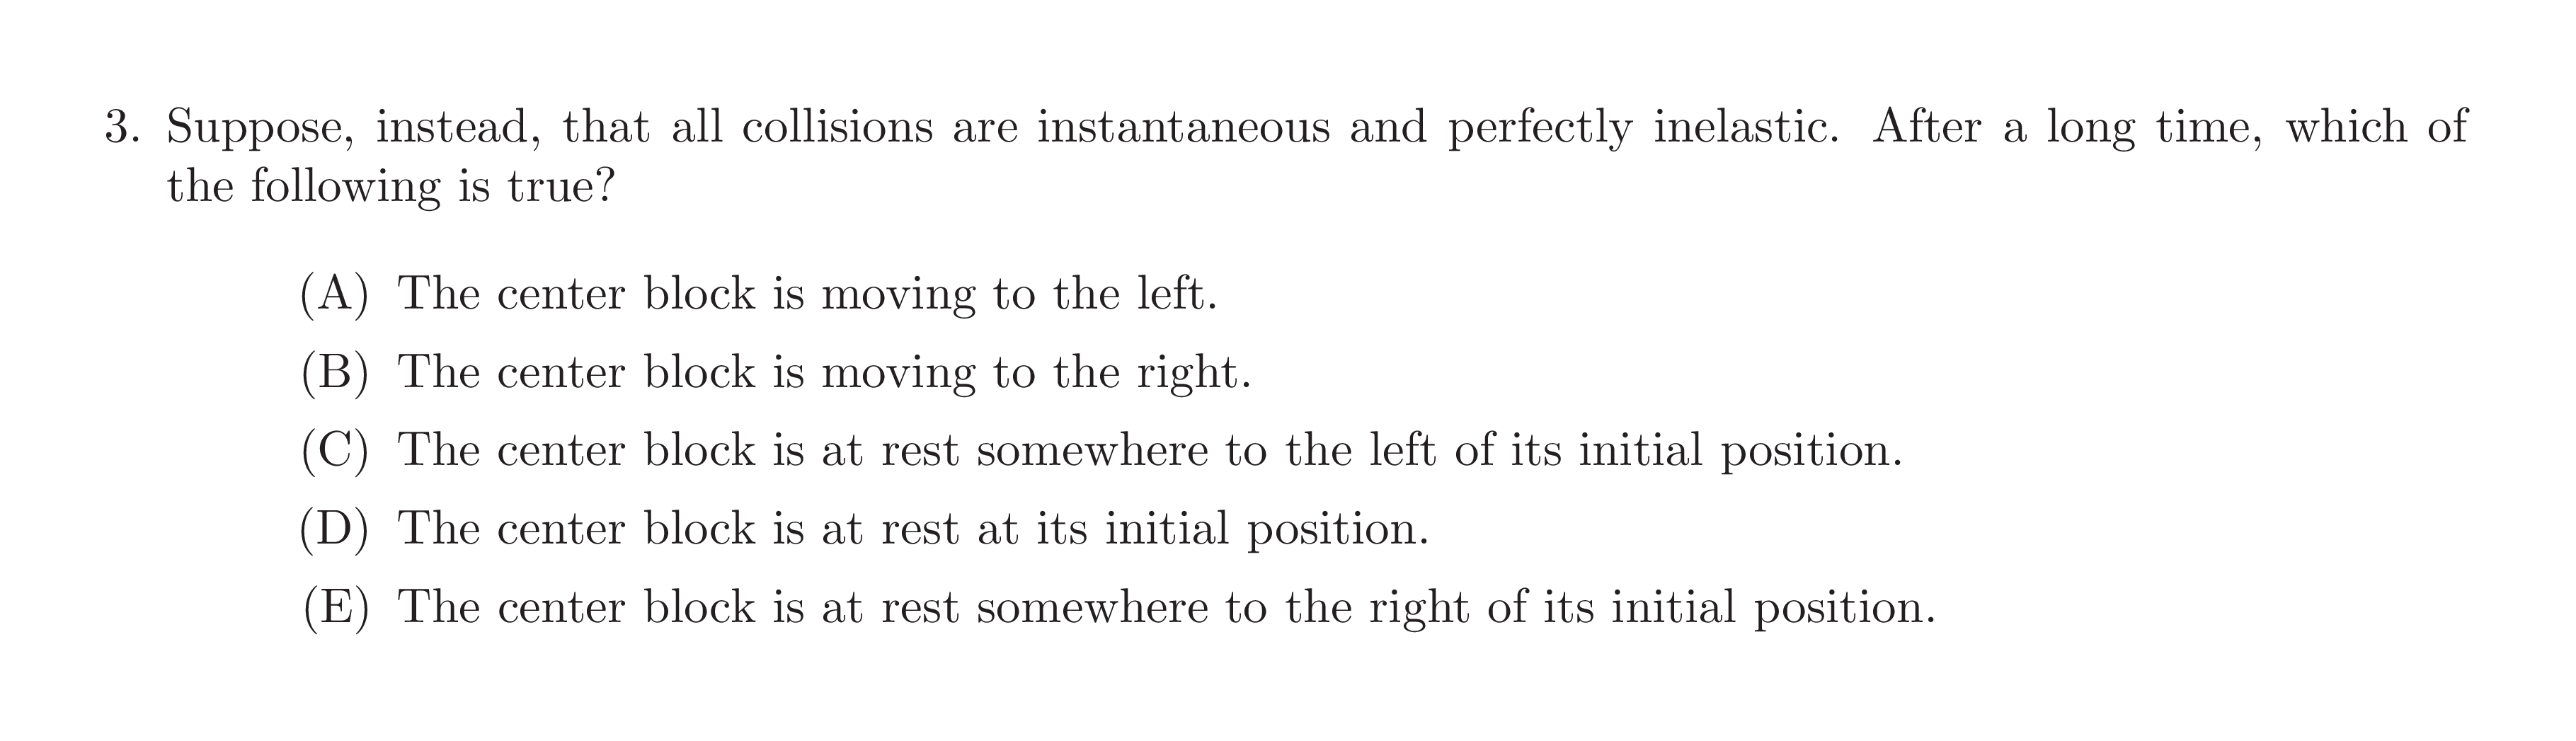 3. Suppose, instead, that all collisions are instantaneous and perfectly inelastic. After a long time, which of
the following is true?
(A) The center block is moving to the left.
(B) The center block is moving to the right.
(C) The center block is at rest somewhere to the left of its initial position.
(D) The center block is at rest at its initial position.
(E) The center block is at rest somewhere to the right of its initial position.